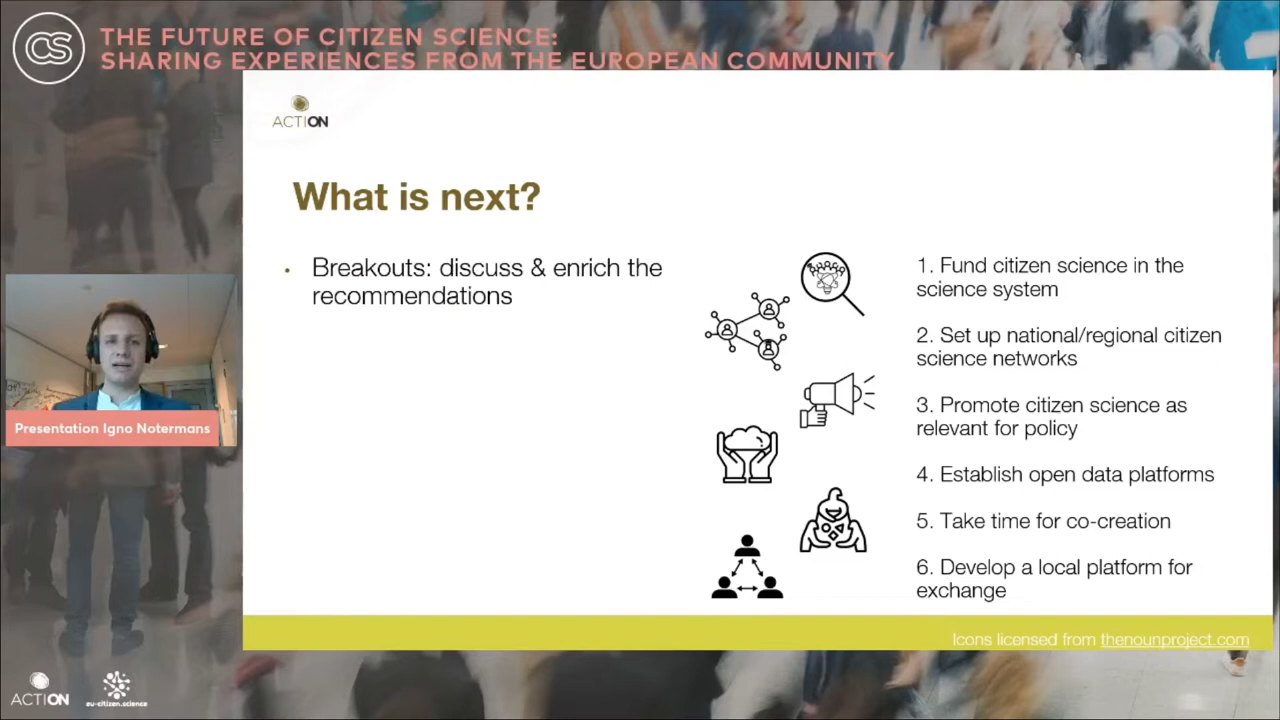 CS
THE FUTURE OF CITIZEN SCIENCE:
SHARING EXPERIENCES FROM THE EUROPEAN COMMUNITY
ACTION
What is next?
• Breakouts: discuss & enrich the
recommendations
1. Fund citizen science in the
science system
2. Set up national/regional citizen
science networks
3. Promote citizen science as
relevant for policy
4. Establish open data platforms
5. Take time for co-creation
6. Develop a local platform for
exchange
Icons licensed from thenounproject.com
Presentation Igno Notermans
ACTION
eu-citizen.science